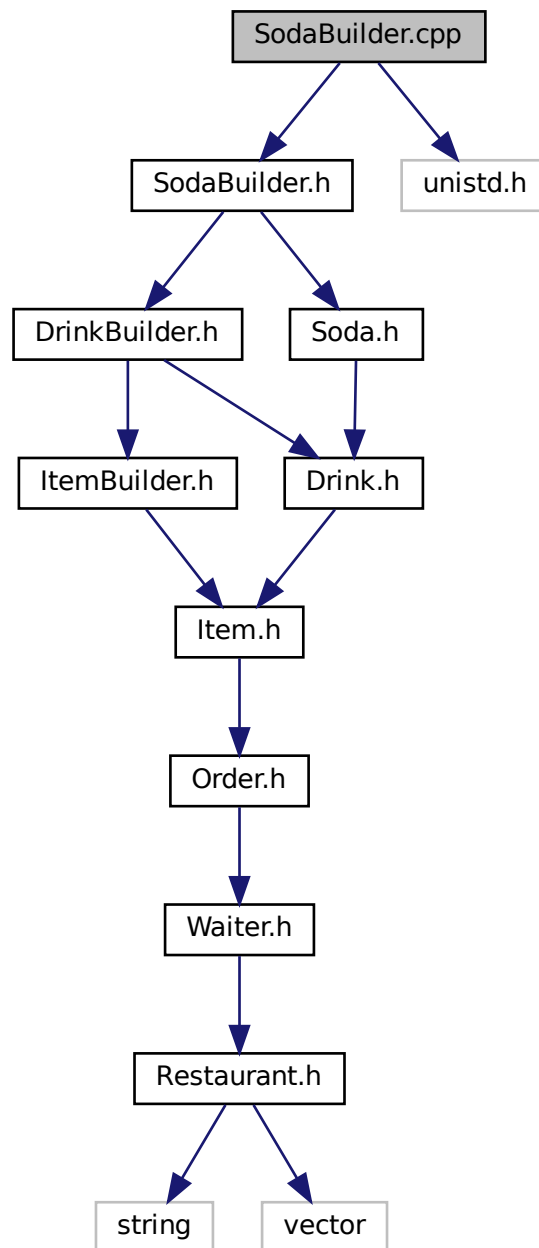 SodaBuilder.cpp
SodaBuilder.h
unistd.h
DrinkBuilder.h
Soda.h
ItemBuilder.h
Drink.h
Item.h
Order.h
Waiter.h
Restaurant.h
string
vector